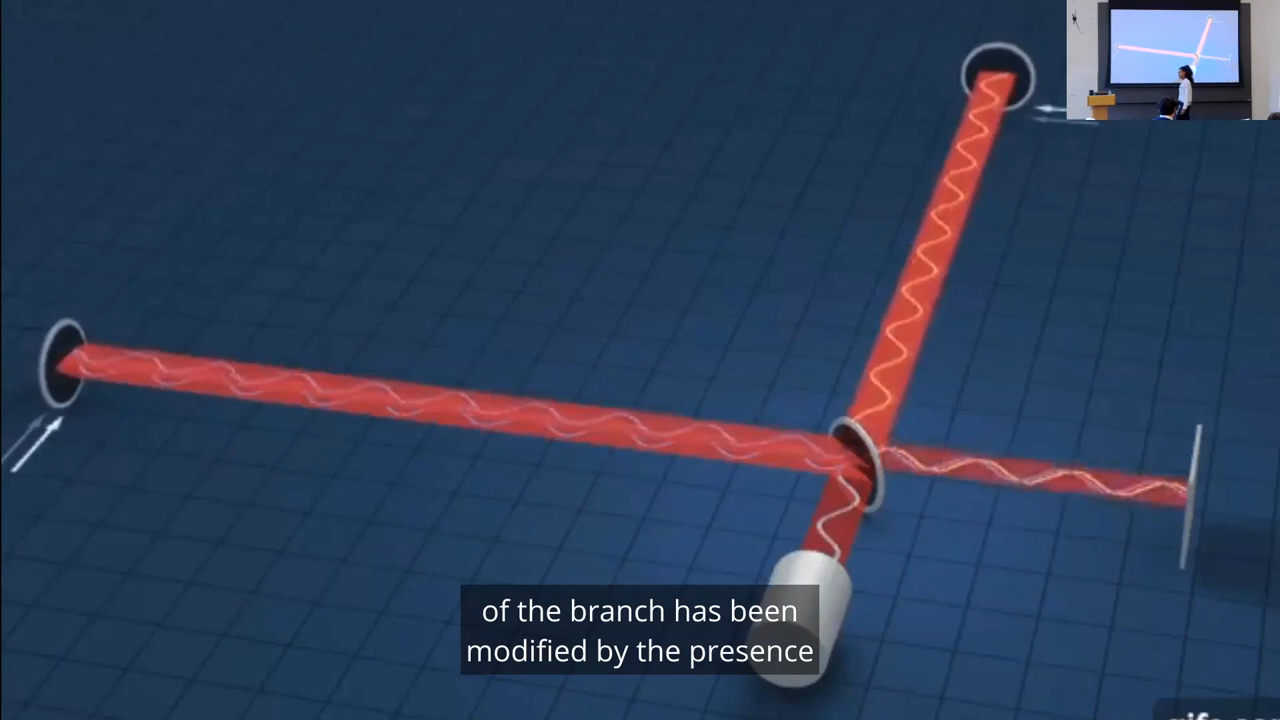 of the branch has been
modified by the presence